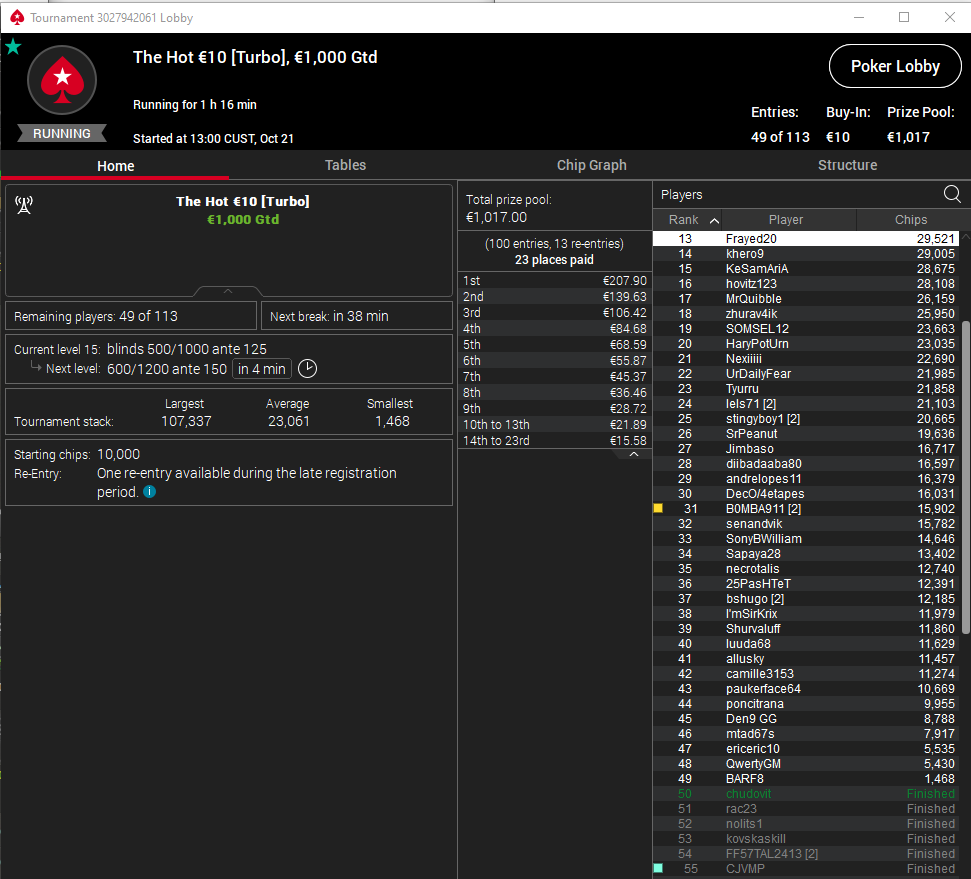 Tournament 3027942061 Lobby
The Hot €10 [Turbo], €1,000 Gtd
Poker Lobby
Running for 1 h 16 min
Entries: Buy-In: Prize Pool:
RUNNING
Started at 13:00 CUST, Oct 21
49 of 113 €10 €1,017
Home Tables Chip Graph Structure
The Hot €10 [Turbo]
€1,000 Gtd
Remaining players: 49 of 113
Next break: in 38 min
Current level 15: blinds 500/1000 ante 125
Next level: 600/1200 ante 150 in 4 min
Largest Average Smallest
Tournament stack: 107,337 23,061 1,468
Starting chips: 10,000
Re-Entry: One re-entry available during the late registration
period. i
Total prize pool:
€1,017.00
(100 entries, 13 re-entries)
23 places paid
1st €207.90
2nd €139.63
3rd €106.42
4th €84.68
5th €68.59
6th €55.87
7th €45.37
8th €36.46
9th €28.72
10th to 13th €21.89
14th to 23rd €15.58
Players
Rank Player Chips
13 Frayed20 29,521
14 khero9 29,005
15 KeSamAriA 28,675
16 hovitz123 28,108
17 MrQuibble 26,159
18 zhurav4ik 25,950
19 SOMSEL12 23,663
20 HaryPotUrn 23,035
21 Nexiiiii 22,690
22 UrDailyFear 21,985
23 Tyurru 21,858
24 lels71 [2] 21,103
25 stingyboy1 [2] 20,665
26 SrPeanut 19,636
27 Jimbaso 16,717
28 diibadaaba80 16,597
29 andrelopes11 16,379
30 DecO/4etapes 16,031
31 B0MBA911 [2] 15,902
32 senandvik 15,782
33 SonyBWilliam 14,646
34 Sapaya28 13,402
35 necrotalis 12,740
36 25PasHTeT 12,391
37 bshugo [2] 12,185
38 I'mSirKrix 11,979
39 Shurvaluff 11,860
40 luuda68 11,629
41 allusky 11,457
42 camille3153 11,274
43 paukerface64 10,669
44 poncitrana 9,955
45 Den9 GG 8,788
46 mtad67s 7,917
47 ericeric10 5,535
48 QwertyGM 5,430
49 BARF8 1,468
50 chudovit Finished
51 rac23 Finished
52 nolits1 Finished
53 kovskaskill Finished
54 FF57TAL2413 [2] Finished
55 CJVMP Finished